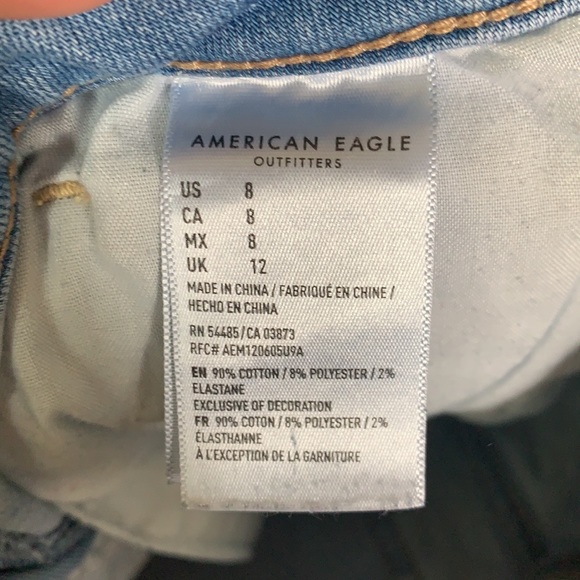 AMERICAN EAGLE
OUTFITTERS
US 8
CA 8
MX 8
UK 12
MADE IN CHINA / FABRIQUÉ EN CHINE /
HECHO EN CHINA
RN 54485/CA 03873
RFC# AEM120605U9A
EN 90% COTTON / 8% POLYESTER / 2%
ELASTANE
EXCLUSIVE OF DECORATION
FR 90% COTON / 8% POLYESTER / 2%
ÉLASTHANNE
À L'EXCEPTION DE LA GARNITURE